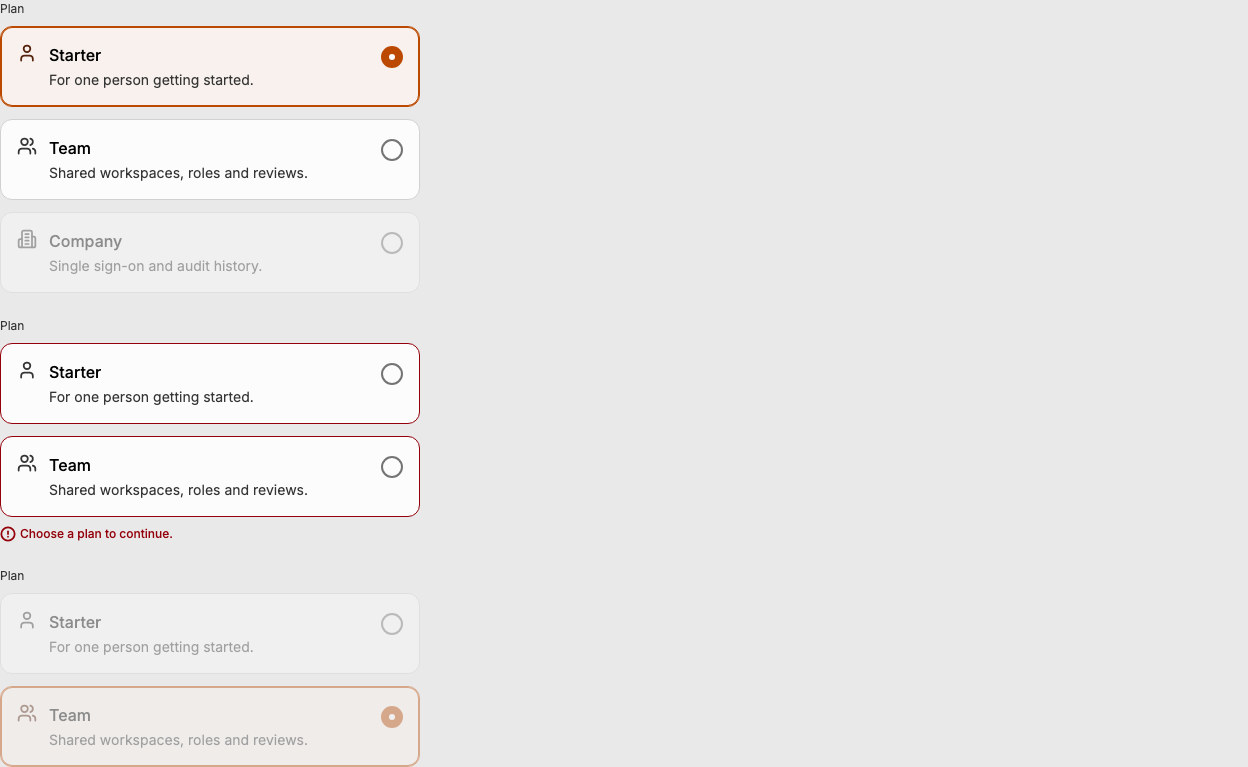 Plan
Starter
For one person getting started.
Team
Shared workspaces, roles and reviews.
Company
Single sign-on and audit history.
Plan
Starter
For one person getting started.
Team
Shared workspaces, roles and reviews.
Choose a plan to continue.
Plan
Starter
For one person getting started.
Team
Shared workspaces, roles and reviews.